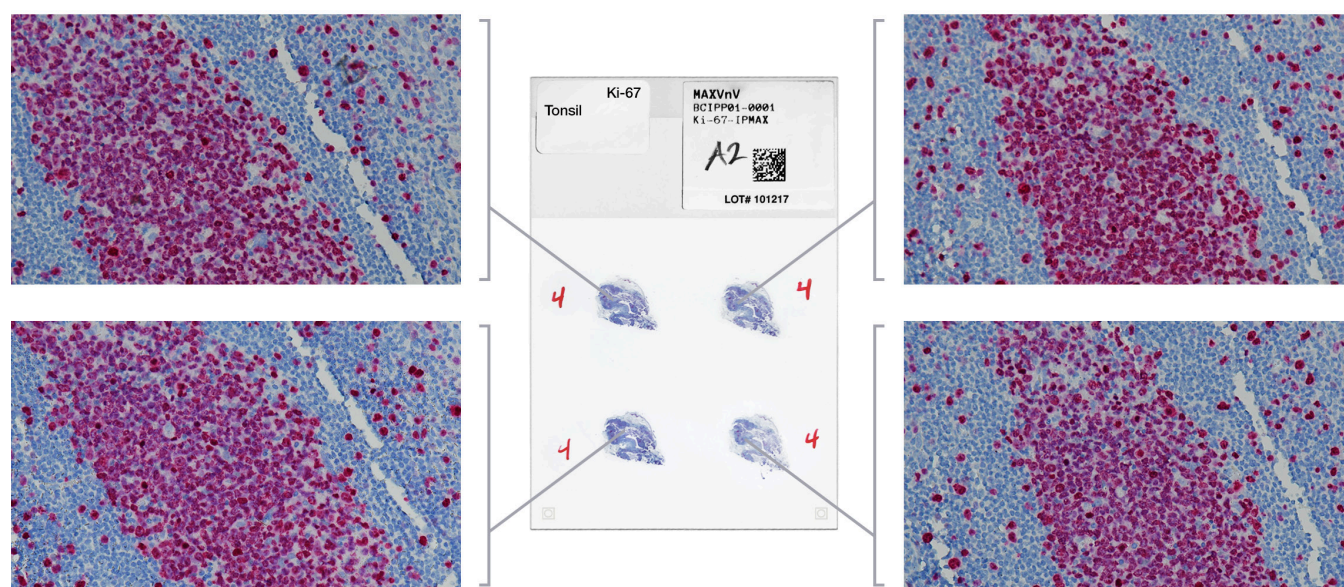 Ki-67
Tonsil
MAXVnV
BCIPP01-0001
Ki-67-IPMAX
A2
LOT# 101217
4
4
4
4